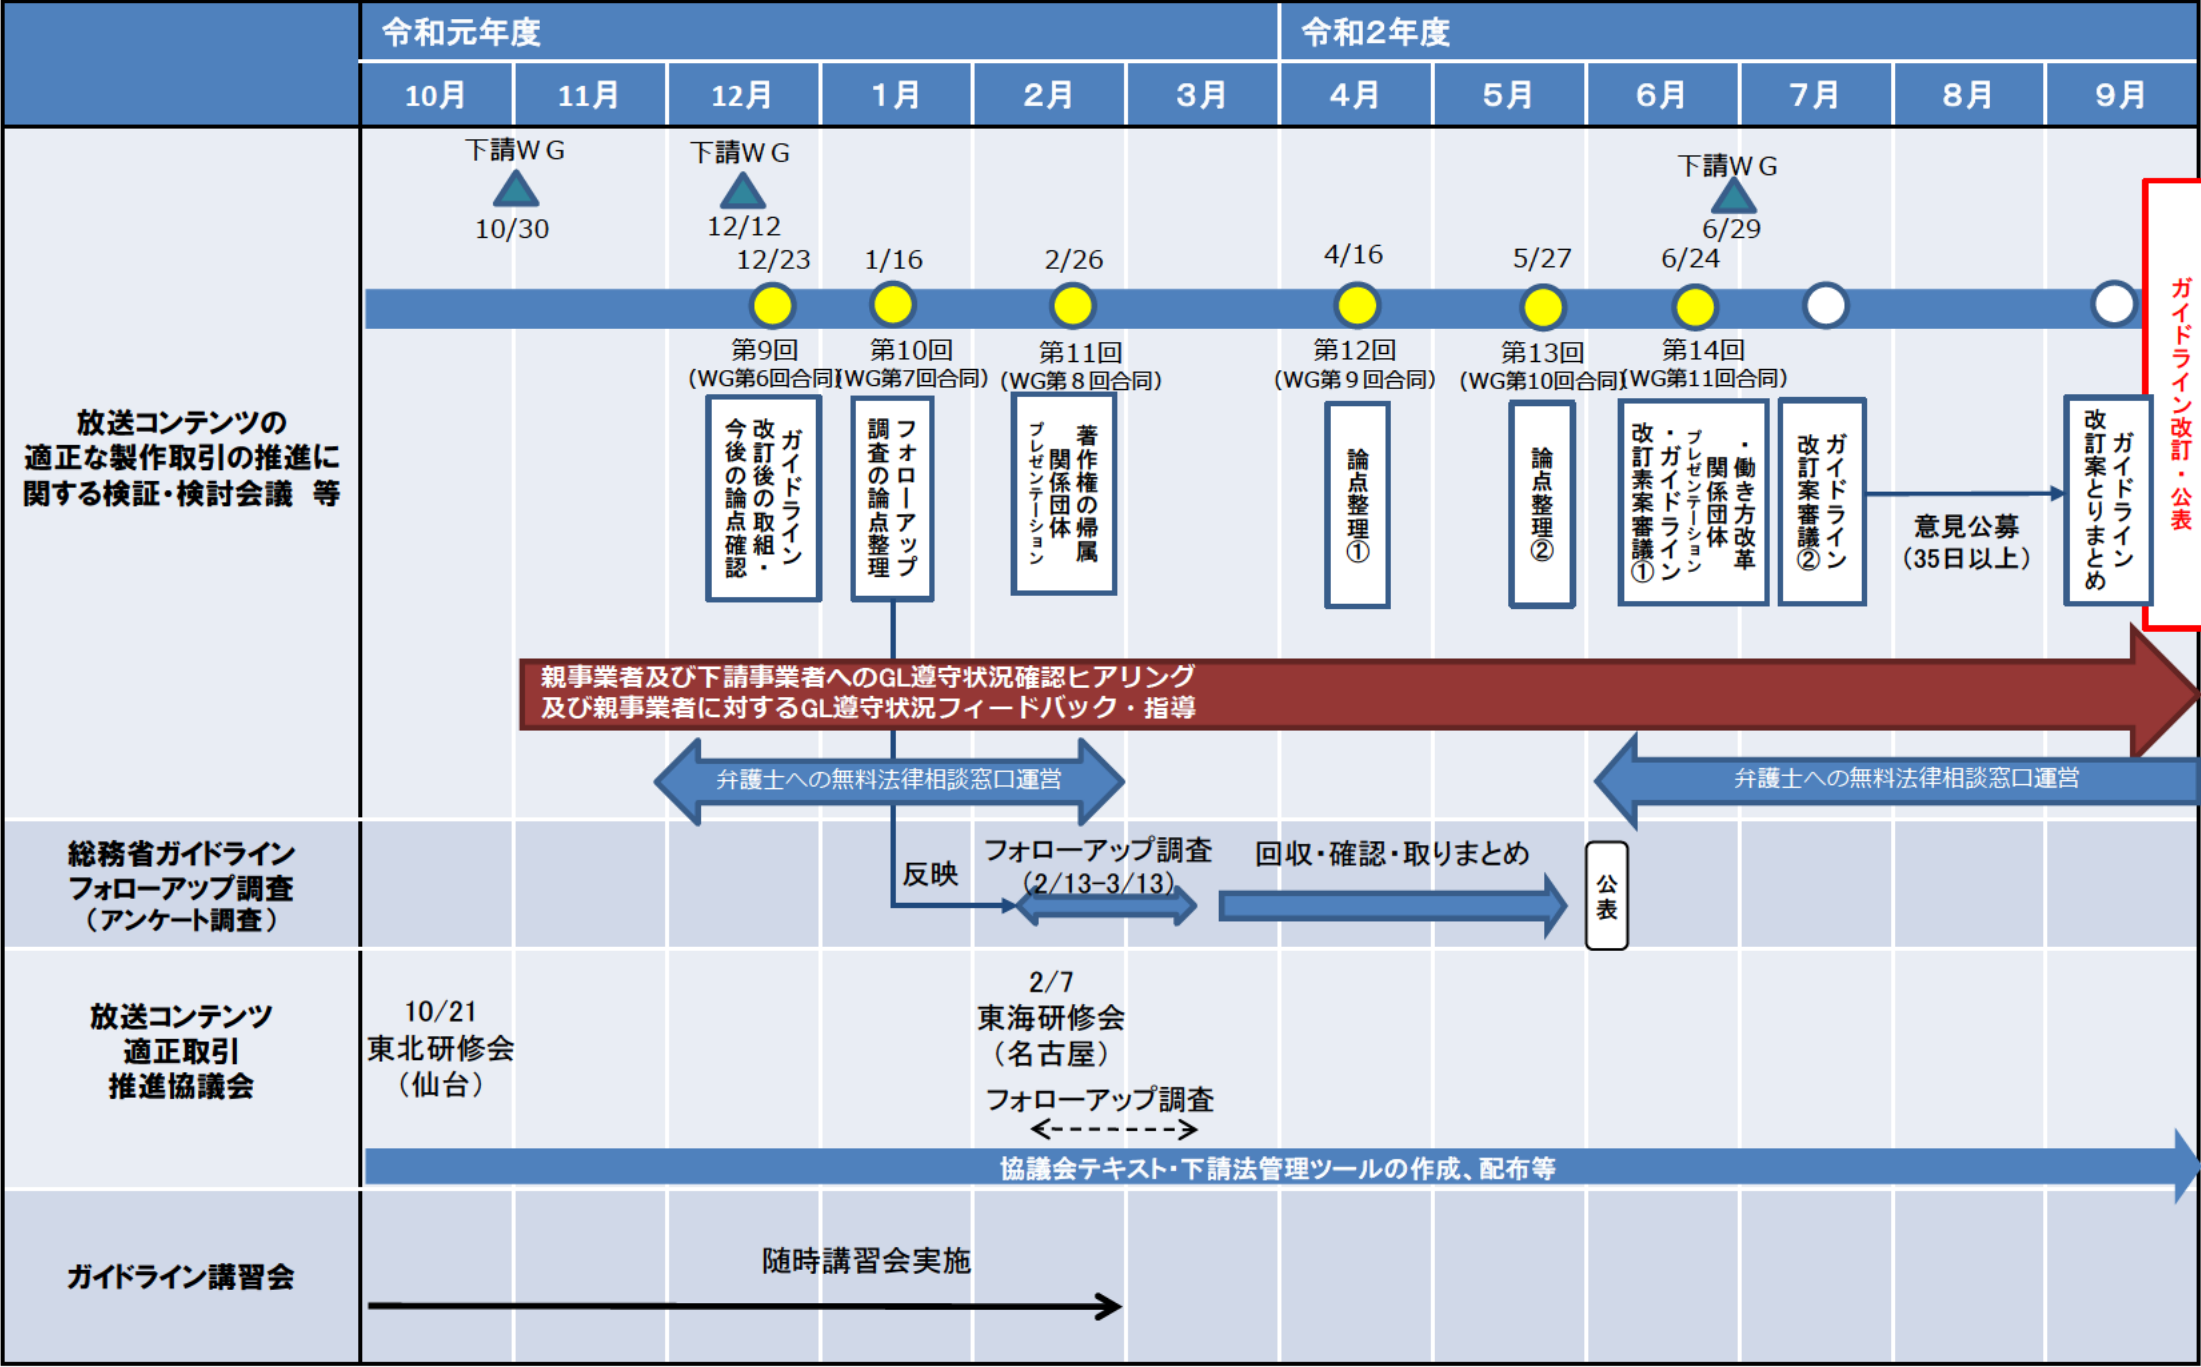 令和元年度
令和２年度
10月
11月
12月
１月
２月
３月
４月
５月
６月
７月
８月
９月
放送コンテンツの
適正な製作取引の推進に
関する検証・検討会議　等
下請ＷＧ
10/30
下請ＷＧ
12/12
下請ＷＧ
6/29
12/23
1/16
2/26
4/16
5/27
6/24
第9回
(WG第6回合同)
第10回
(WG第7回合同)
第11回
(WG第８回合同)
第12回
(WG第９回合同)
第13回
(WG第10回合同)
第14回
(WG第11回合同)
ガイドライン
改訂後の取組・
今後の論点確認
フォローアップ
調査の論点整理
著作権の帰属
関係団体
プレゼンテーション
論点整理①
論点整理②
・働き方改革
関係団体
プレゼンテーション
・ガイドライン
改訂素案審議①
ガイドライン
改訂案審議②
意見公募
（35日以上）
ガイドライン
改訂案とりまとめ
ガイドライン改訂・公表
親事業者及び下請事業者へのGL遵守状況確認ヒアリング
及び親事業者に対するGL遵守状況フィードバック・指導
弁護士への無料法律相談窓口運営
弁護士への無料法律相談窓口運営
総務省ガイドライン
フォローアップ調査
（アンケート調査）
反映
フォローアップ調査
（2/13-3/13）
回収・確認・取りまとめ
公表
放送コンテンツ
適正取引
推進協議会
10/21
東北研修会
（仙台）
2/7
東海研修会
（名古屋）
フォローアップ調査
協議会テキスト・下請法管理ツールの作成、配布等
ガイドライン講習会
随時講習会実施